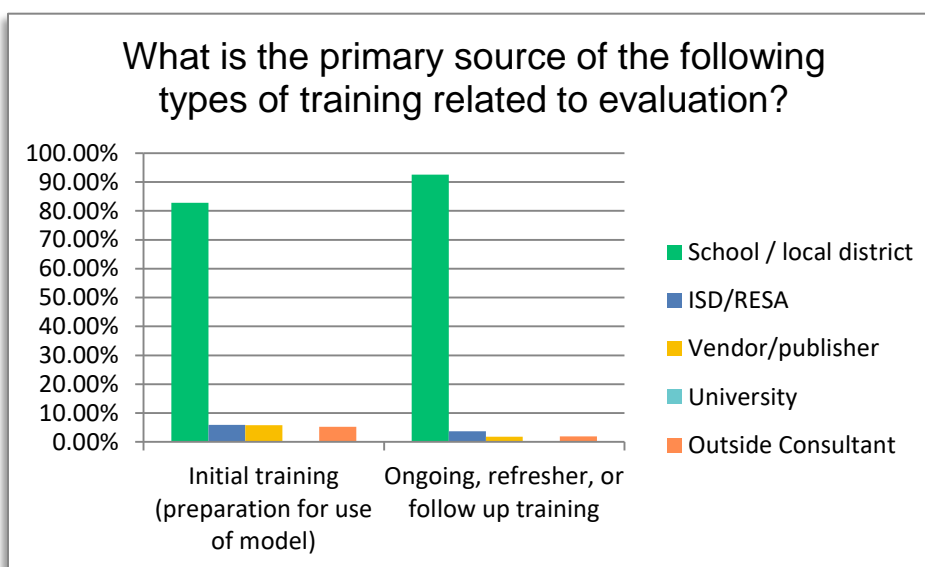 What is the primary source of the following
types of training related to evaluation?
100.00%
90.00%
80.00%
70.00%
60.00%
50.00%
40.00%
30.00%
20.00%
10.00%
0.00%
Initial training
(preparation for use
of model)
Ongoing, refresher, or
follow up training
School / local district
ISD/RESA
Vendor/publisher
University
Outside Consultant